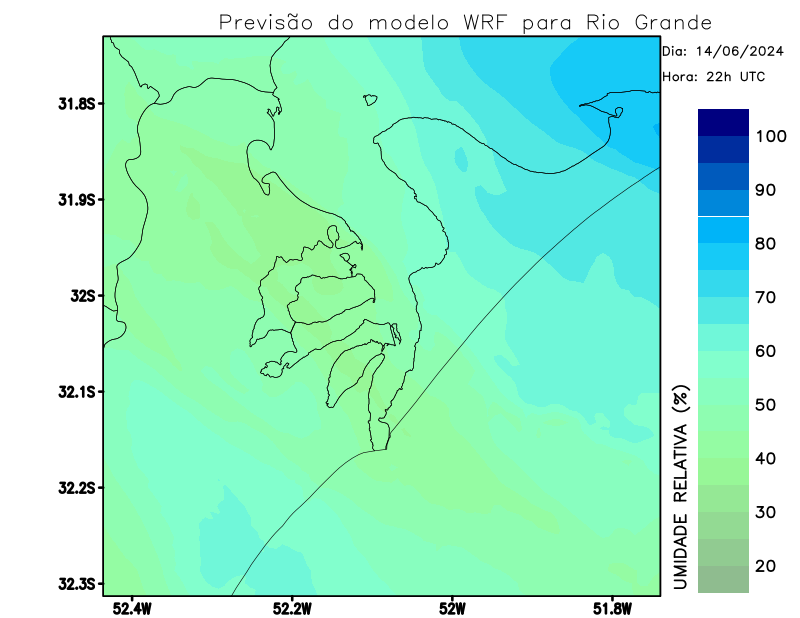 Previsão do modelo WRF para Rio Grande
Dia: 14/06/2024
Hora: 22h UTC
31.8S
31.9S
32S
32.1S
32.2S
32.3S
52.4W 52.2W 52W 51.8W
100
90
80
70
60
50
40
30
20
UMIDADE RELATIVA (%)